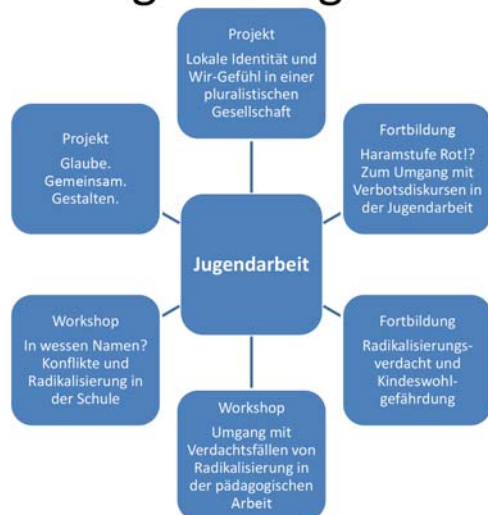 Projekt
Lokale Identität und
Wir-Gefühl in einer
pluralistischen
Gesellschaft
Projekt
Glaube.
Gemeinsam.
Gestalten.
Fortbildung
Haramstufe Rot!?
Zum Umgang mit
Verbotsdiskursen in
der Jugendarbeit
Jugendarbeit
Workshop
In wessen Namen?
Konflikte und
Radikalisierung in
der Schule
Fortbildung
Radikalisierungs-
verdacht und
Kindeswohl-
gefährdung
Workshop
Umgang mit
Verdachtsfällen von
Radikalisierung in
der pädagogischen
Arbeit